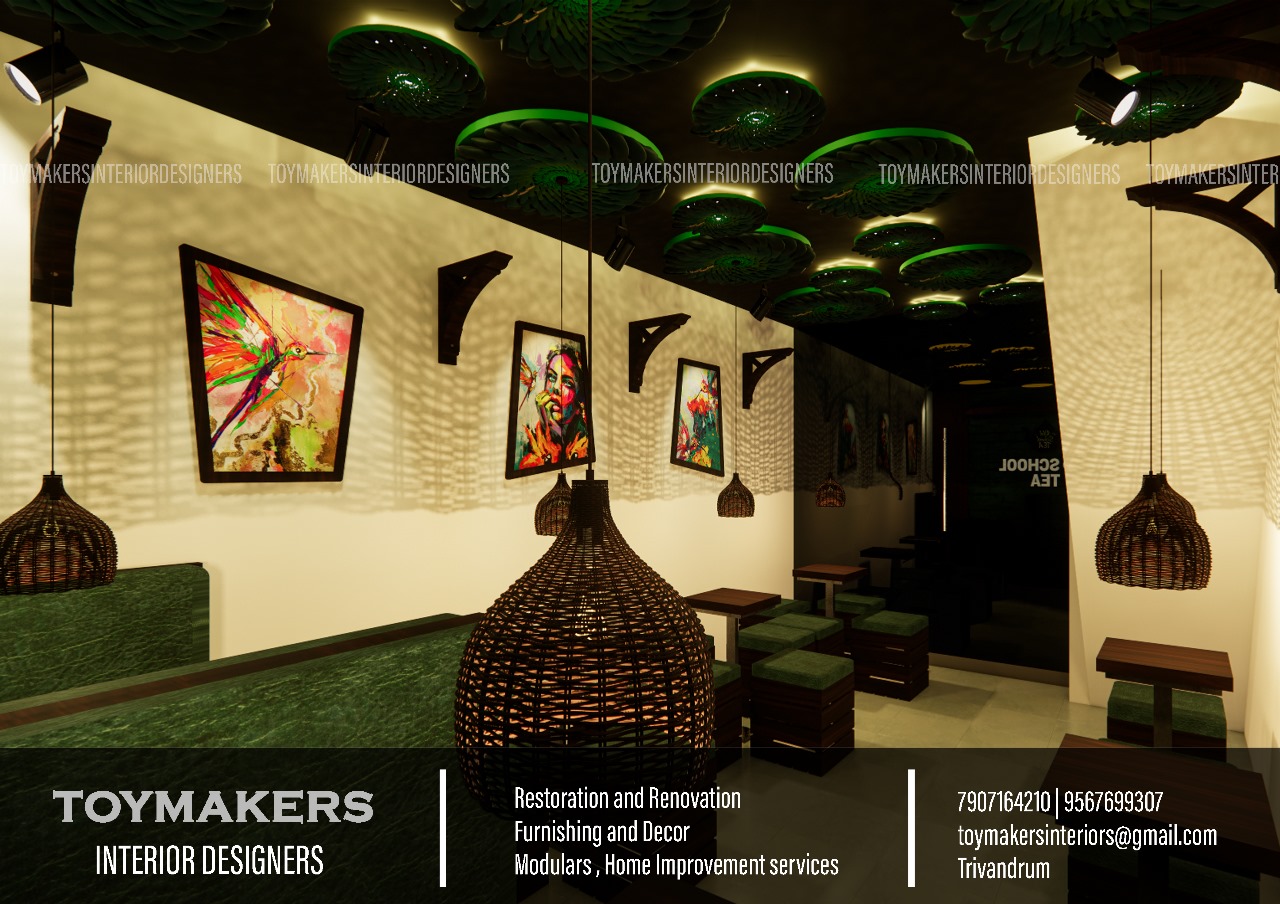 TOYMAKERSINTERIORDESIGNERS TOYMAKERSINTERIORDESIGNERS TOYMAKERSINTERIORDESIGNERS TOYMAKERSINTERIORDESIGNERS TOYMAKERSINTERIOR
SCHOOL
TEA
TOYMAKERS
INTERIOR DESIGNERS
Restoration and Renovation
Furnishing and Decor
Modulars , Home Improvement services
7907164210 | 9567699307
toymakersinteriors@gmail.com
Trivandrum